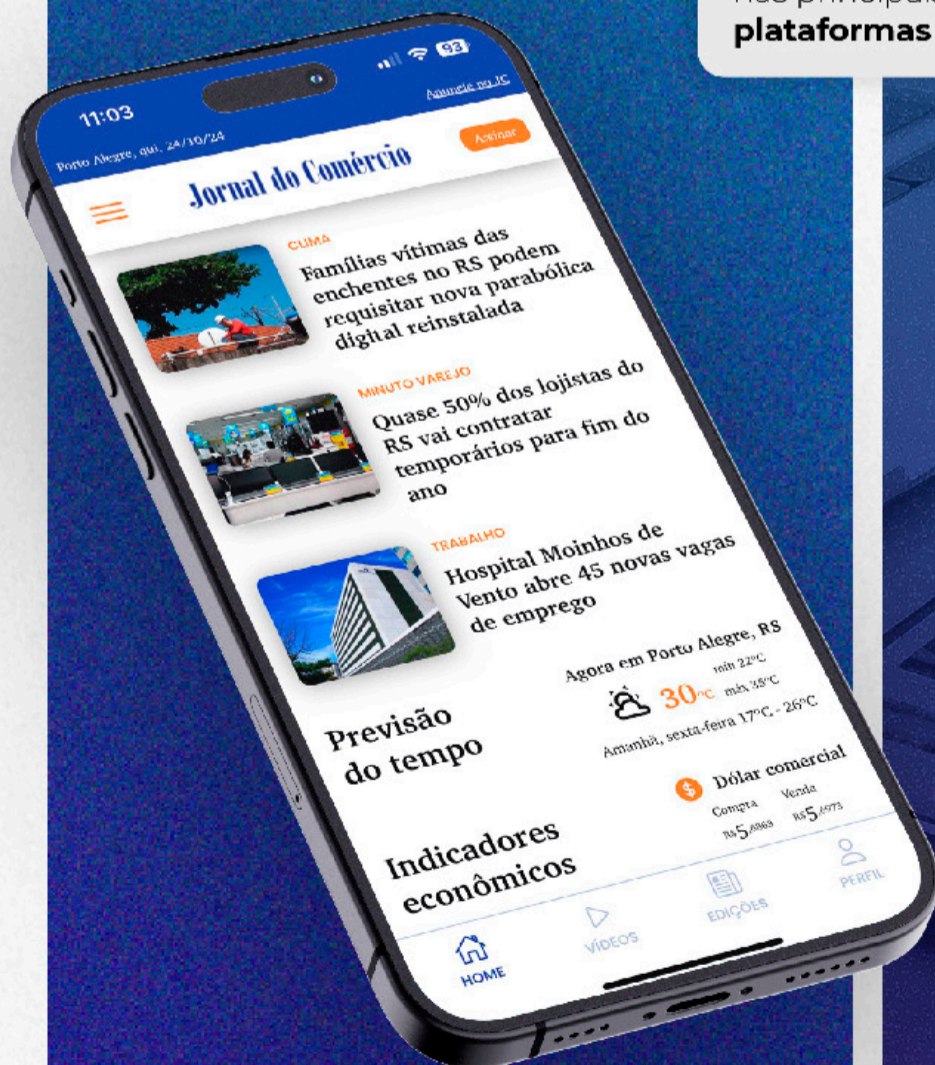 plataformas
11:03
93
Porto Alegre, qui, 24/10/24
Anuncie no JC
Jornal do Comércio
Assinar
CLIMA
Famílias vítimas das
enchentes no RS podem
requisitar nova parabólica
digital reinstalada
MINUTO VAREJO
Quase 50% dos lojistas do
RS vai contratar
temporários para fim do
ano
TRABALHO
Hospital Moinhos de
Vento abre 45 novas vagas
de emprego
Previsão
do tempo
Agora em Porto Alegre, RS
30°C
mín 22°C
máx 35°C
Amanhã, sexta-feira 17°C - 26°C
Indicadores
econômicos
$ Dólar comercial
Compra Venda
HOME
VÍDEOS
EDIÇÕES
PERFIL